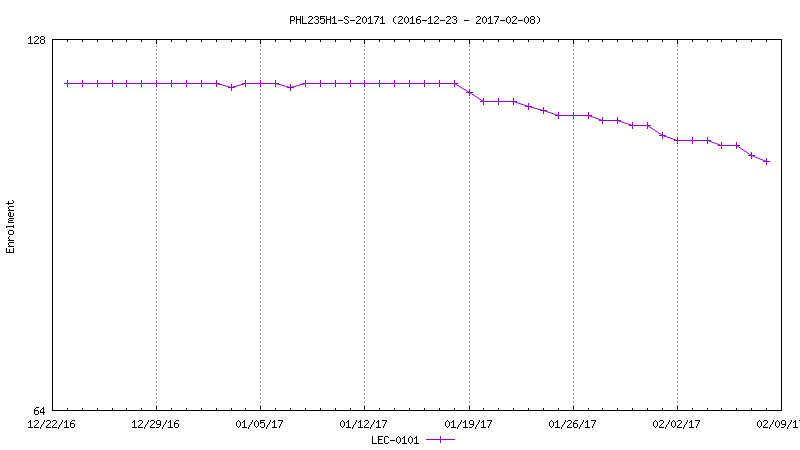 PHL235H1-S-20171 (2016-12-23 - 2017-02-08)
128
Enrolment
64
12/22/16 12/29/16 01/05/17 01/12/17 01/19/17 01/26/17 02/02/17 02/09/17
LEC-0101